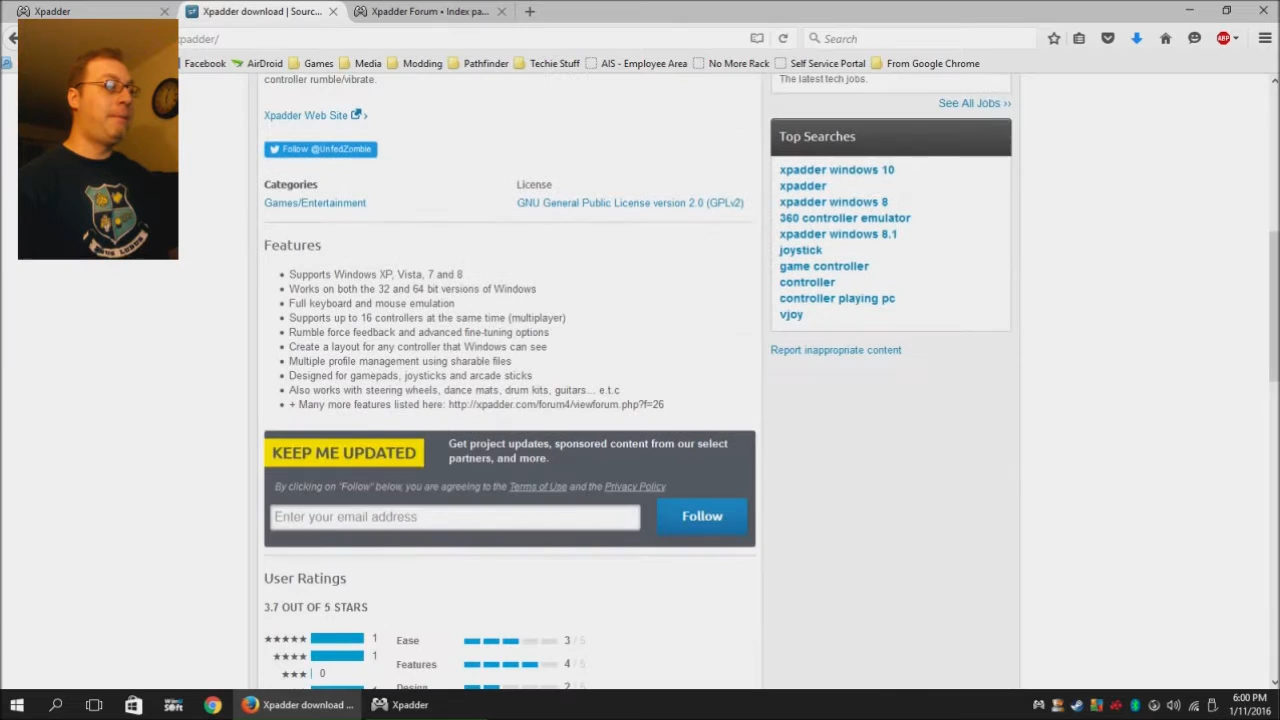 Xpadder
Xpadder download | Sourc...
Xpadder Forum • Index pa...
xpadder/
Search
ABP
Facebook
AirDroid
Games
Media
Modding
Pathfinder
Techie Stuff
AIS - Employee Area
No More Rack
Self Service Portal
From Google Chrome
controller rumble/vibrate.
Xpadder Web Site
Follow @UnfedZombie
Categories
License
Games/Entertainment
GNU General Public License version 2.0 (GPLv2)
Features
Supports Windows XP, Vista, 7 and 8
Works on both the 32 and 64 bit versions of Windows
Full keyboard and mouse emulation
Supports up to 16 controllers at the same time (multiplayer)
Rumble force feedback and advanced fine-tuning options
Create a layout for any controller that Windows can see
Multiple profile management using sharable files
Designed for gamepads, joysticks and arcade sticks
Also works with steering wheels, dance mats, drum kits, guitars... e.t.c
+ Many more features listed here: http://xpadder.com/forum4/viewforum.php?f=26
KEEP ME UPDATED
Get project updates, sponsored content from our select
partners, and more.
By clicking on "Follow" below, you are agreeing to the Terms of Use and the Privacy Policy.
Enter your email address
Follow
User Ratings
3.7 OUT OF 5 STARS
★★★★★ 1
★★★★ 1
★★★ 0
Ease 3 / 5
Features 4 / 5
Design 2 / 5
The latest tech jobs.
See All Jobs ››
Top Searches
xpadder windows 10
xpadder
xpadder windows 8
360 controller emulator
xpadder windows 8.1
joystick
game controller
controller
controller playing pc
vjoy
Report inappropriate content
Xpadder download ...
Xpadder
6:00 PM
1/11/2016